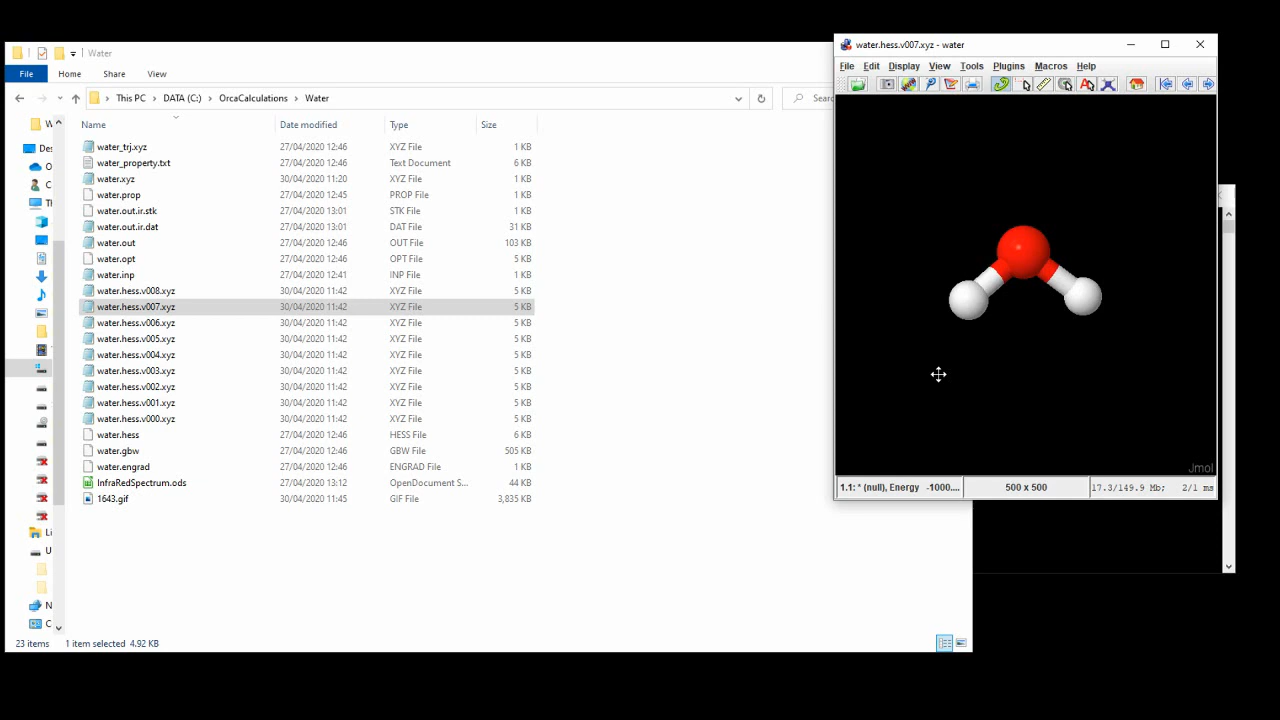 Water
File Home Share View
This PC > DATA (C:) > OrcaCalculations > Water
Sear
Name Date modified Type Size
water_trj.xyz 27/04/2020 12:46 XYZ File 1 KB
water_property.txt 27/04/2020 12:46 Text Document 6 KB
water.xyz 30/04/2020 11:20 XYZ File 1 KB
water.prop 27/04/2020 12:45 PROP File 1 KB
water.out.ir.stk 27/04/2020 13:01 STK File 1 KB
water.out.ir.dat 27/04/2020 13:01 DAT File 31 KB
water.out 27/04/2020 12:46 OUT File 103 KB
water.opt 27/04/2020 12:46 OPT File 5 KB
water.inp 27/04/2020 12:41 INP File 1 KB
water.hess.v008.xyz 30/04/2020 11:42 XYZ File 5 KB
water.hess.v007.xyz 30/04/2020 11:42 XYZ File 5 KB
water.hess.v006.xyz 30/04/2020 11:42 XYZ File 5 KB
water.hess.v005.xyz 30/04/2020 11:42 XYZ File 5 KB
water.hess.v004.xyz 30/04/2020 11:42 XYZ File 5 KB
water.hess.v003.xyz 30/04/2020 11:42 XYZ File 5 KB
water.hess.v002.xyz 30/04/2020 11:42 XYZ File 5 KB
water.hess.v001.xyz 30/04/2020 11:42 XYZ File 5 KB
water.hess.v000.xyz 30/04/2020 11:42 XYZ File 5 KB
water.hess 27/04/2020 12:46 HESS File 6 KB
water.gbw 27/04/2020 12:46 GBW File 505 KB
water.engrad 27/04/2020 12:46 ENGRAD File 1 KB
InfraRedSpectrum.ods 27/04/2020 13:12 OpenDocument S... 44 KB
1643.gif 30/04/2020 11:45 GIF File 3,835 KB
W
Des
O
C
Th
Li
U
N
C
23 items 1 item selected 4.92 KB
water.hess.v007.xyz - water
File Edit Display View Tools Plugins Macros Help
Jmol
1.1: * (null), Energy -1000.... 500 x 500 17.3/149.9 Mb; 2/1 ms